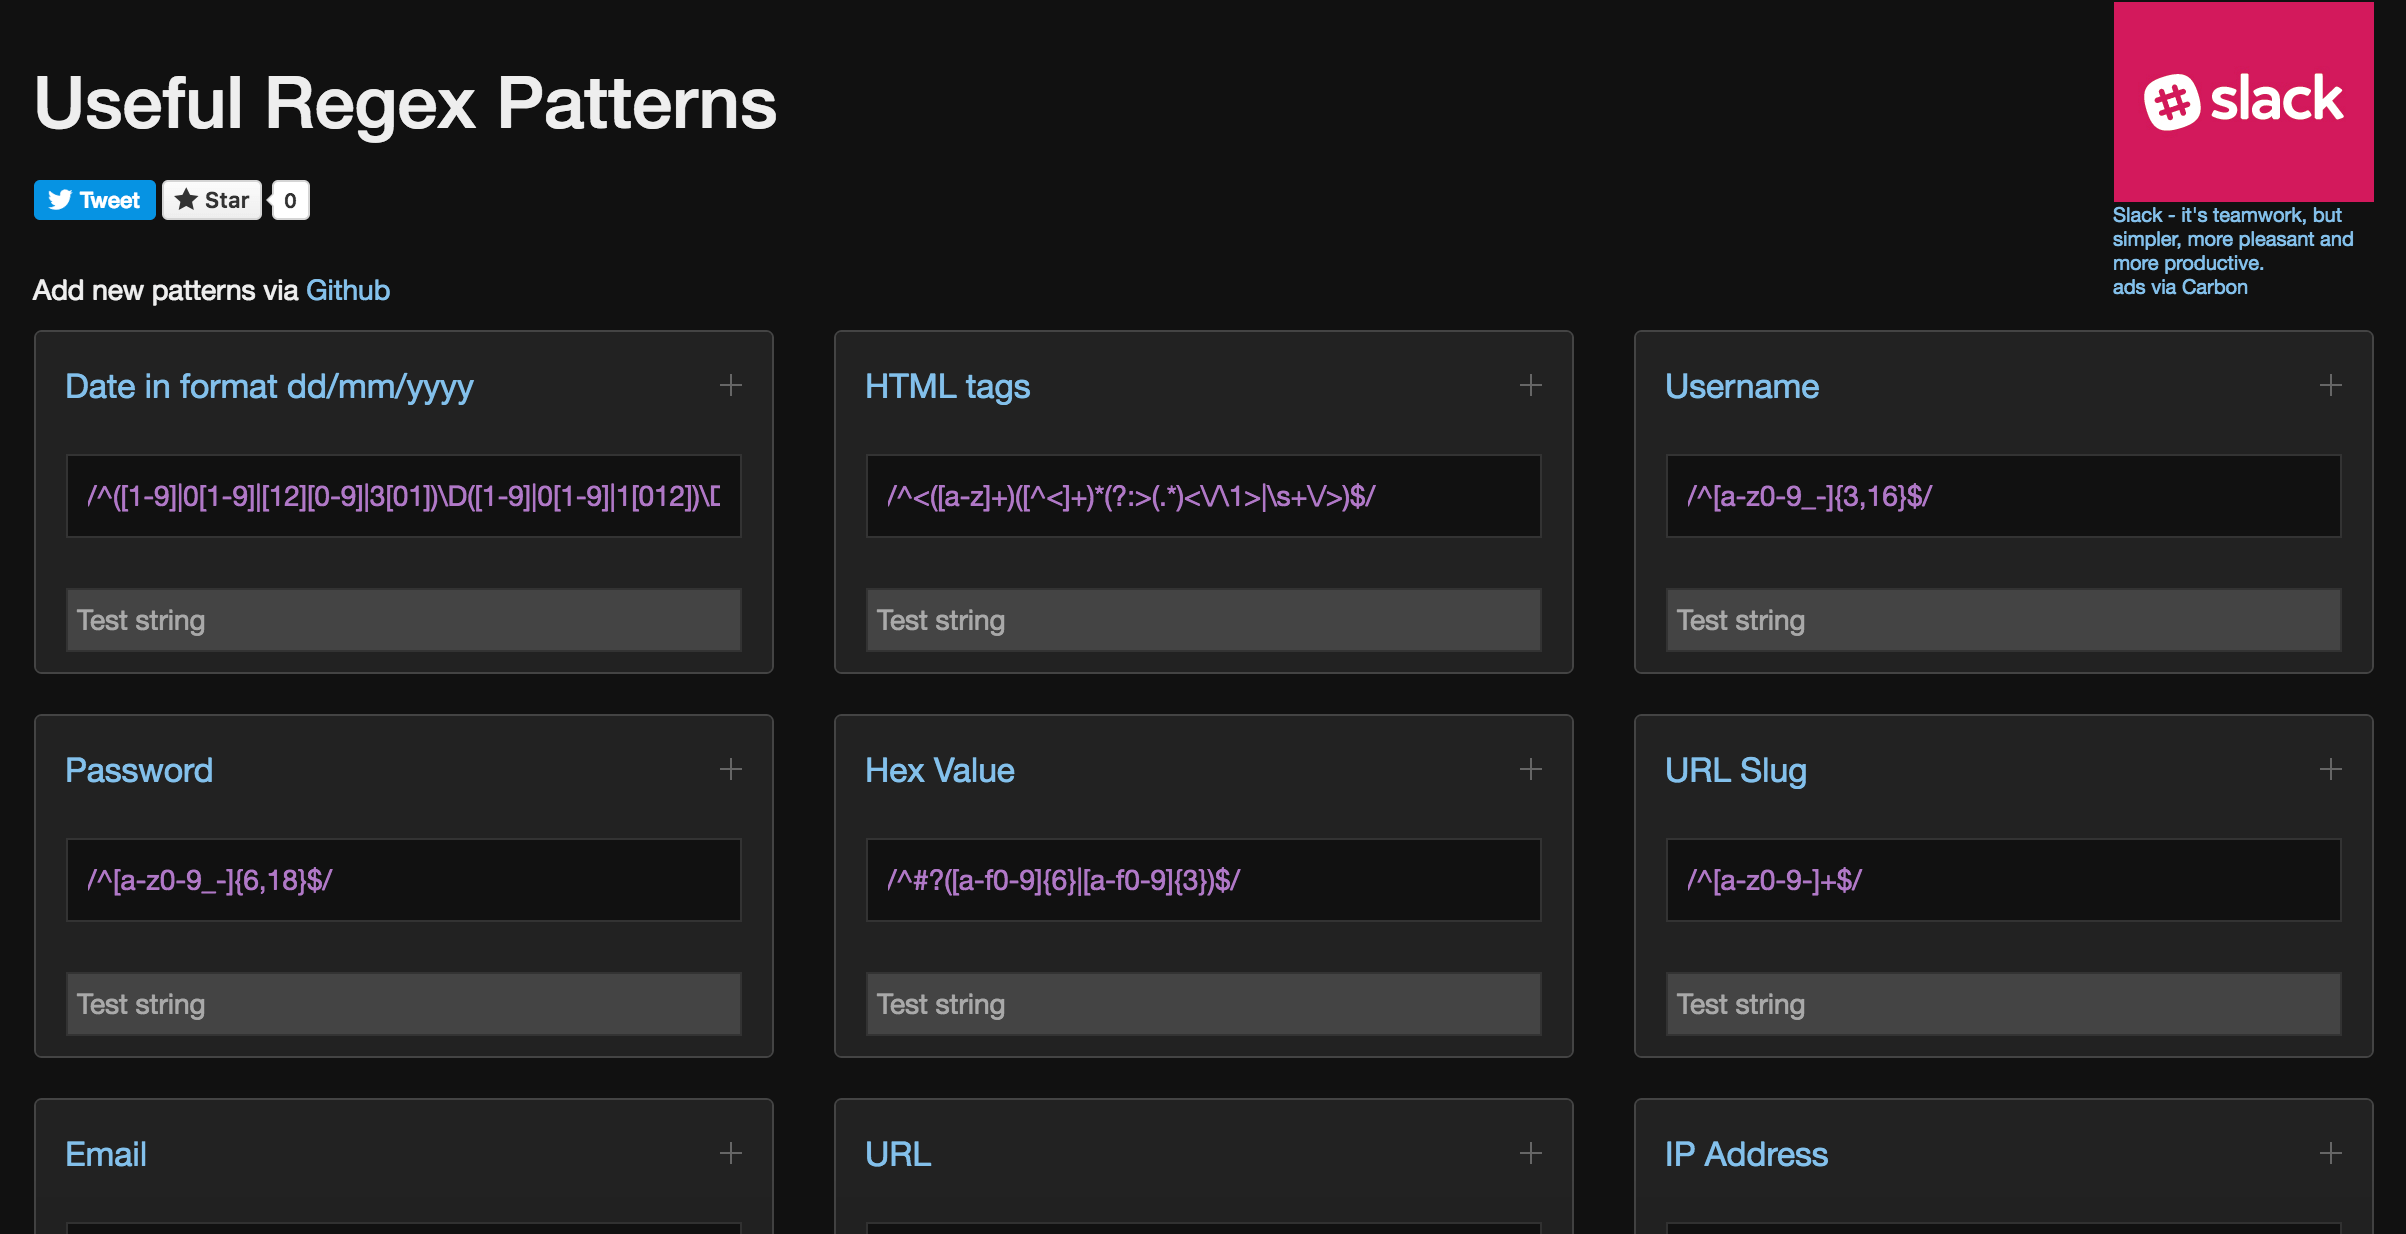 Useful Regex Patterns
slack
Tweet
Star
0
Slack - it's teamwork, but
simpler, more pleasant and
more productive.
ads via Carbon
Add new patterns via Github
Date in format dd/mm/yyyy
HTML tags
Username
/^([1-9]|0[1-9]|[12][0-9]|3[01])\D([1-9]|0[1-9]|1[012])\D
/^<([a-z]+)([^<]+)*(?:>(.*)<\/\1>|\s+\/>)$/
/^[a-z0-9_-]{3,16}$/
Test string
Test string
Test string
Password
Hex Value
URL Slug
/^[a-z0-9_-]{6,18}$/
/^#?([a-f0-9]{6}|[a-f0-9]{3})$/
/^[a-z0-9-]+$/
Test string
Test string
Test string
Email
URL
IP Address